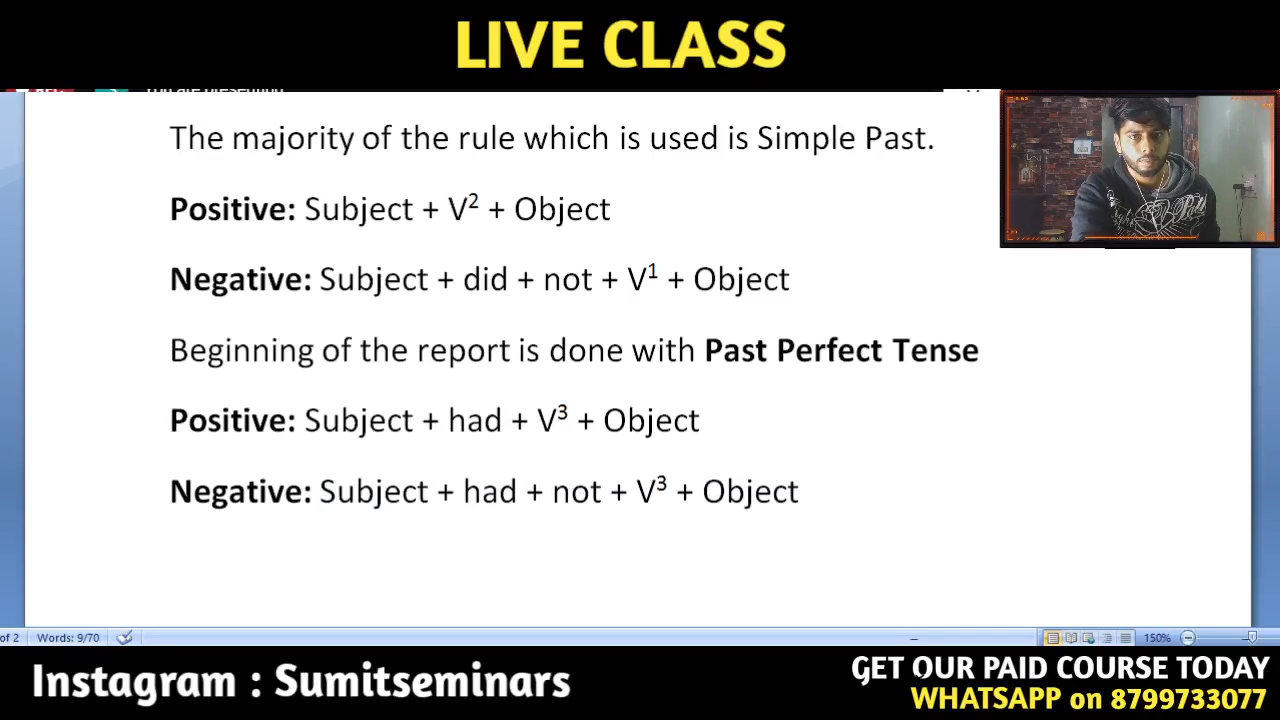 LIVE CLASS
The majority of the rule which is used is Simple Past.
Positive: Subject + V² + Object
Negative: Subject + did + not + V¹ + Object
Beginning of the report is done with Past Perfect Tense
Positive: Subject + had + V³ + Object
Negative: Subject + had + not + V³ + Object
of 2 Words: 9/70 150%
Instagram : Sumitseminars
GET OUR PAID COURSE TODAY
WHATSAPP on 8799733077